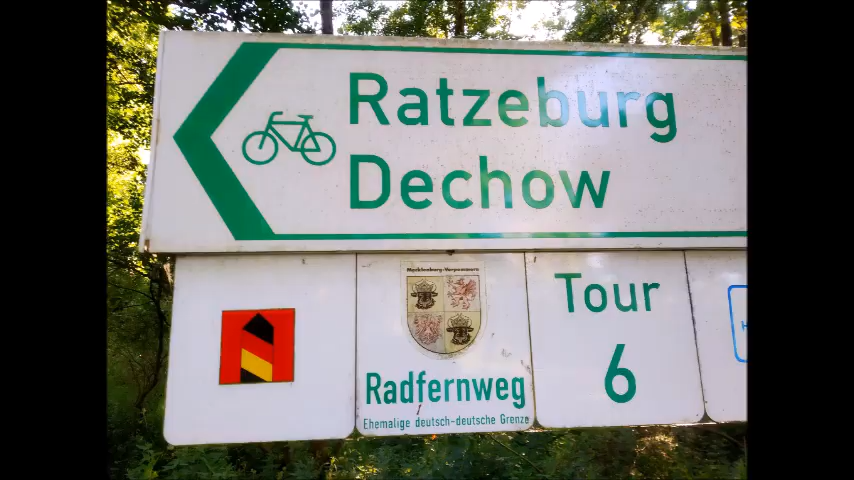 Ratzeburg
Dechow
Mecklenburg-Vorpommern
Radfernweg
Ehemalige deutsch-deutsche Grenze
Tour
6